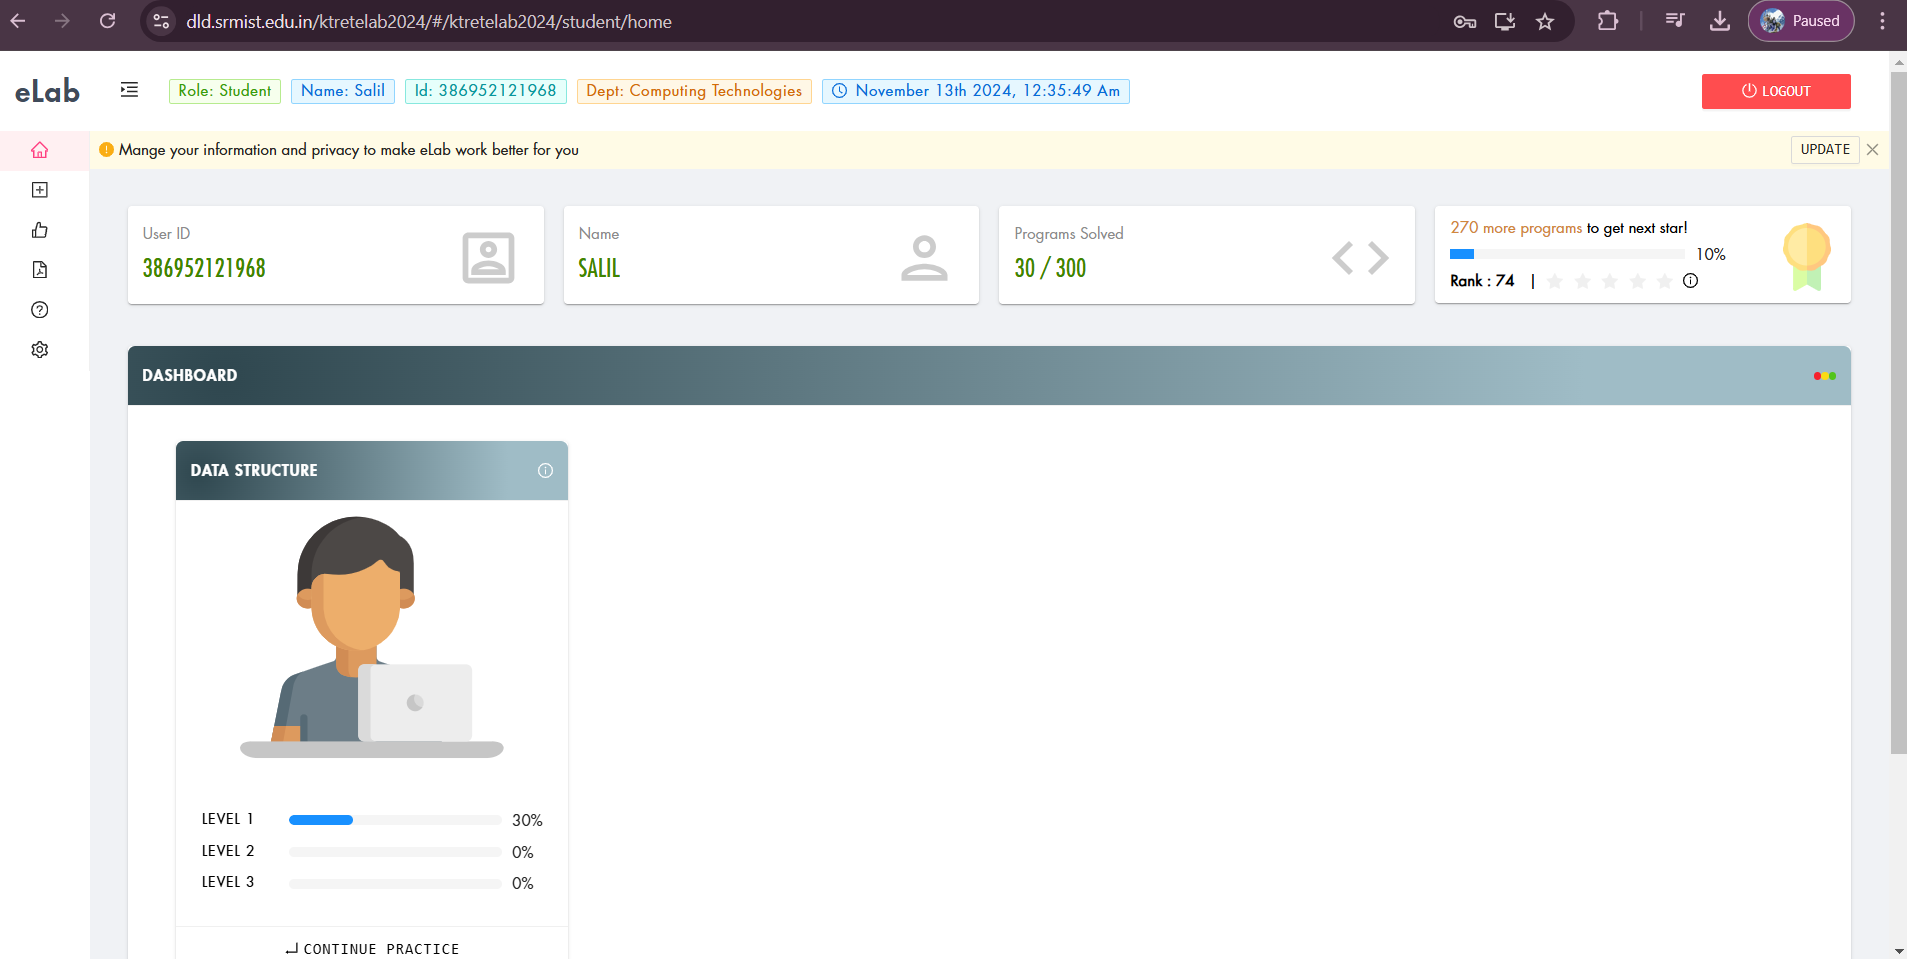 dld.srmist.edu.in/ktretelab2024/#/ktretelab2024/student/home
Paused
eLab
Role: Student
Name: Salil
Id: 386952121968
Dept: Computing Technologies
November 13th 2024, 12:35:49 Am
LOGOUT
Mange your information and privacy to make eLab work better for you
UPDATE
User ID
386952121968
Name
SALIL
Programs Solved
30 / 300
270 more programs to get next star!
10%
Rank : 74 |
DASHBOARD
DATA STRUCTURE
LEVEL 1 30%
LEVEL 2 0%
LEVEL 3 0%
CONTINUE PRACTICE